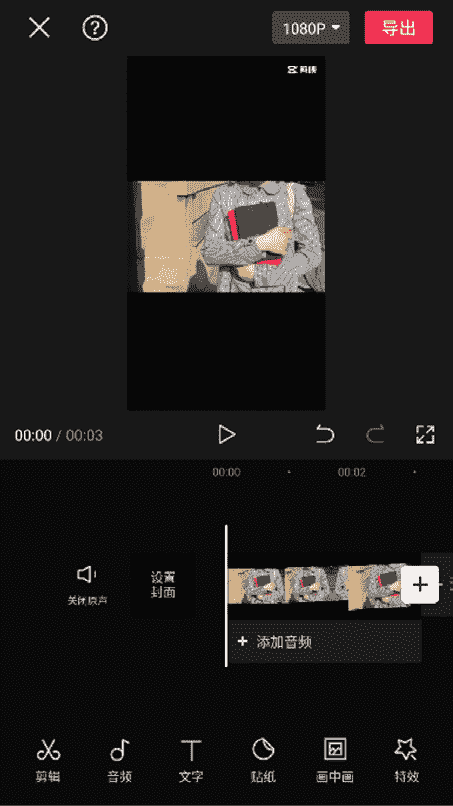 1080P
导出
剪映
00:00 / 00:03
00:00
00:02
关闭原声
设置
封面
添加音频
剪辑
音频
文字
贴纸
画中画
特效